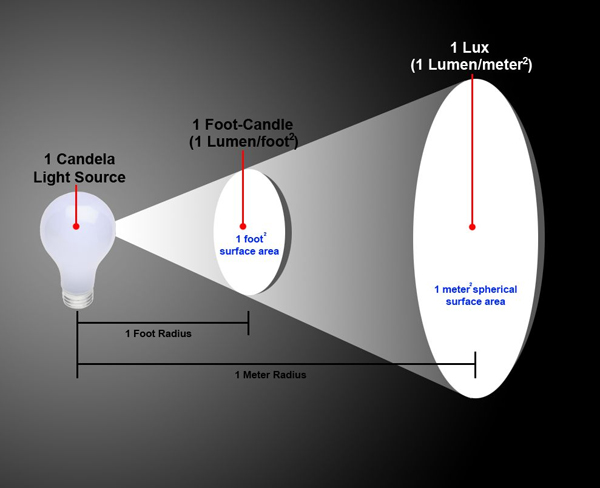 1 Lux
(1 Lumen/meter²)
1 Foot-Candle
(1 Lumen/foot²)
1 Candela
Light Source
1 foot²
surface area
1 meter² spherical
surface area
1 Foot Radius
1 Meter Radius